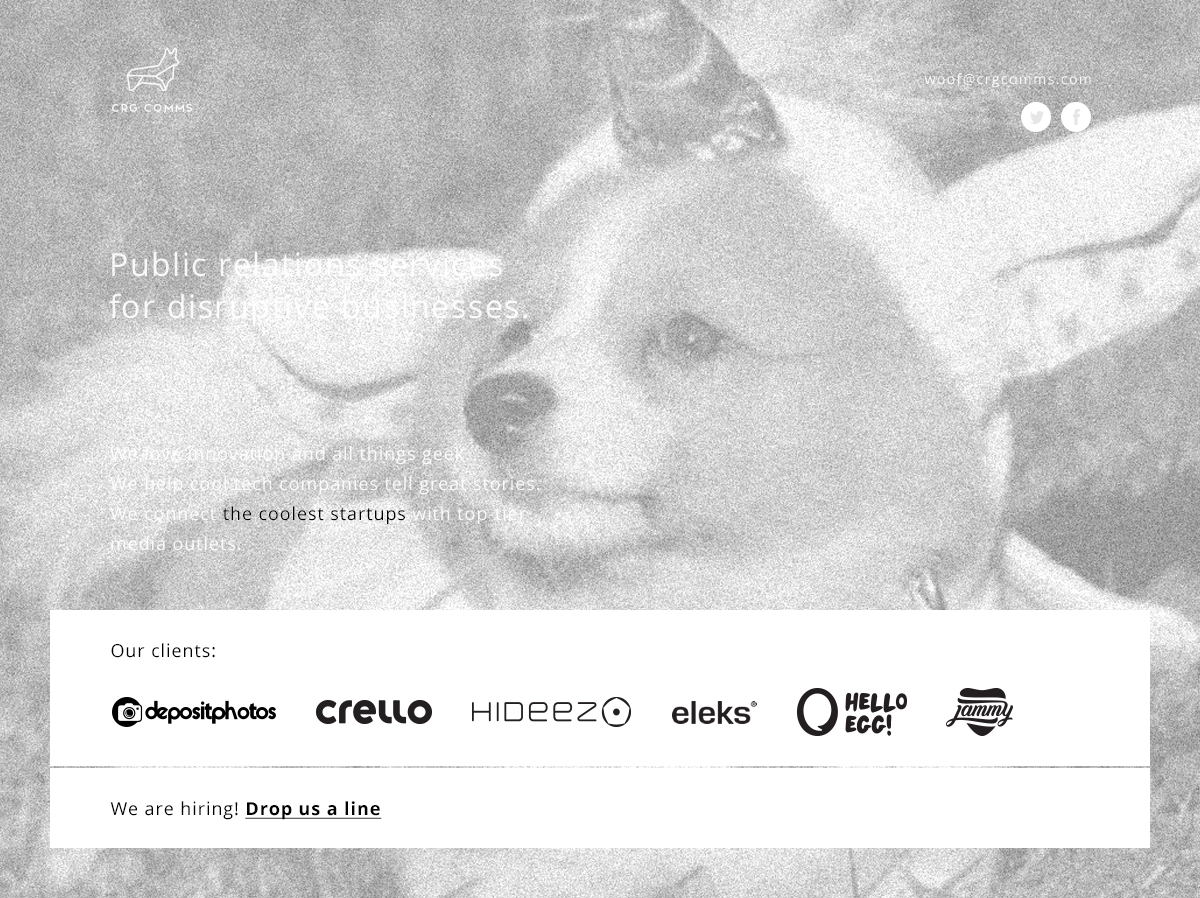 CRG COMMS
woof@crgcomms.com
Public relations services
for disruptive businesses.
We love innovation and all things geek.
We help cool tech companies tell great stories.
We connect the coolest startups with top-tier
media outlets.
Our clients:
depositphotos
crello
HIDEEZ
eleks®
HELLO
EGG!
Jammy
We are hiring! Drop us a line